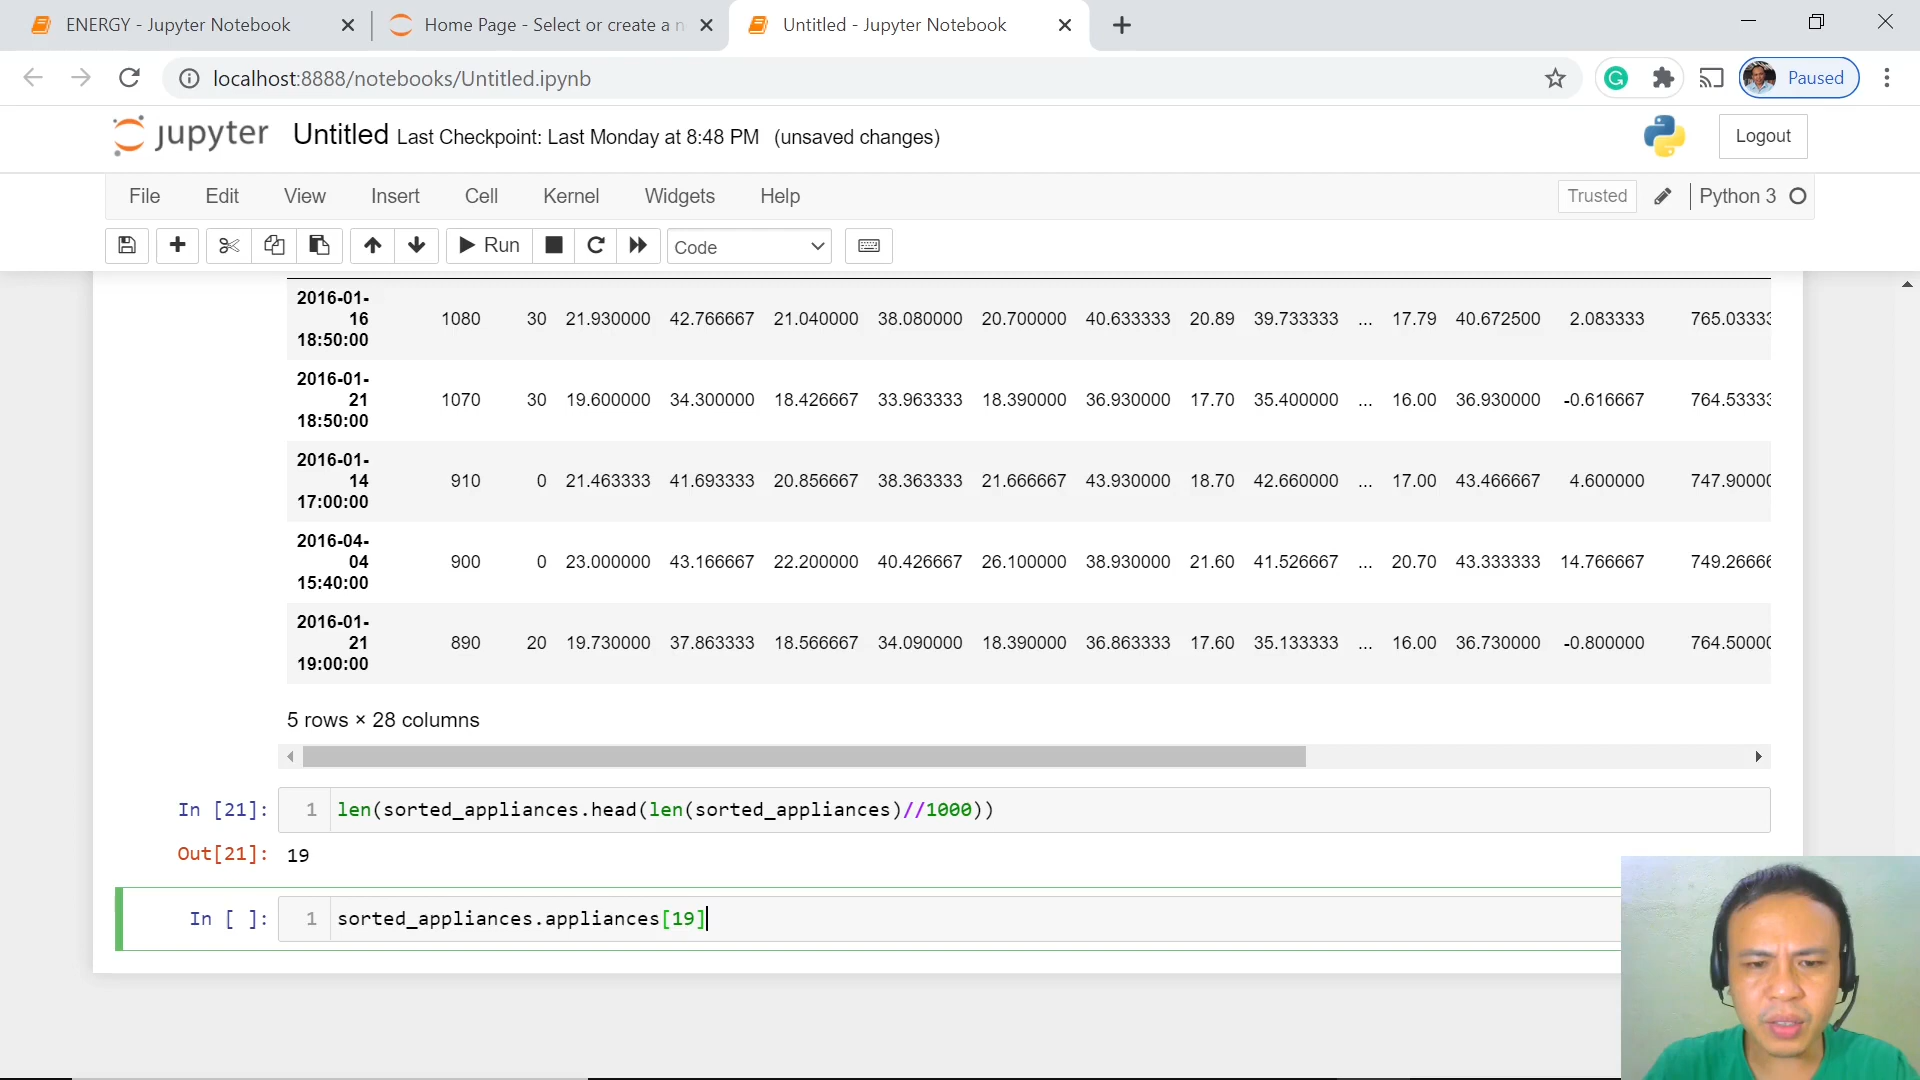 ENERGY - Jupyter Notebook
Home Page - Select or create a n
Untitled - Jupyter Notebook
localhost:8888/notebooks/Untitled.ipynb
Paused
jupyter Untitled Last Checkpoint: Last Monday at 8:48 PM (unsaved changes)
Logout
File Edit View Insert Cell Kernel Widgets Help
Trusted
Python 3
Run
Code
2016-01-
16
18:50:00
1080 30 21.930000 42.766667 21.040000 38.080000 20.700000 40.633333 20.89 39.733333 ... 17.79 40.672500 2.083333 765.03333
2016-01-
21
18:50:00
1070 30 19.600000 34.300000 18.426667 33.963333 18.390000 36.930000 17.70 35.400000 ... 16.00 36.930000 -0.616667 764.53333
2016-01-
14
17:00:00
910 0 21.463333 41.693333 20.856667 38.363333 21.666667 43.930000 18.70 42.660000 ... 17.00 43.466667 4.600000 747.90000
2016-04-
04
15:40:00
900 0 23.000000 43.166667 22.200000 40.426667 26.100000 38.930000 21.60 41.526667 ... 20.70 43.333333 14.766667 749.26666
2016-01-
21
19:00:00
890 20 19.730000 37.863333 18.566667 34.090000 18.390000 36.863333 17.60 35.133333 ... 16.00 36.730000 -0.800000 764.50000
5 rows × 28 columns
In [21]: 1 len(sorted_appliances.head(len(sorted_appliances)//1000))
Out[21]: 19
In [ ]: 1 sorted_appliances.appliances[19]